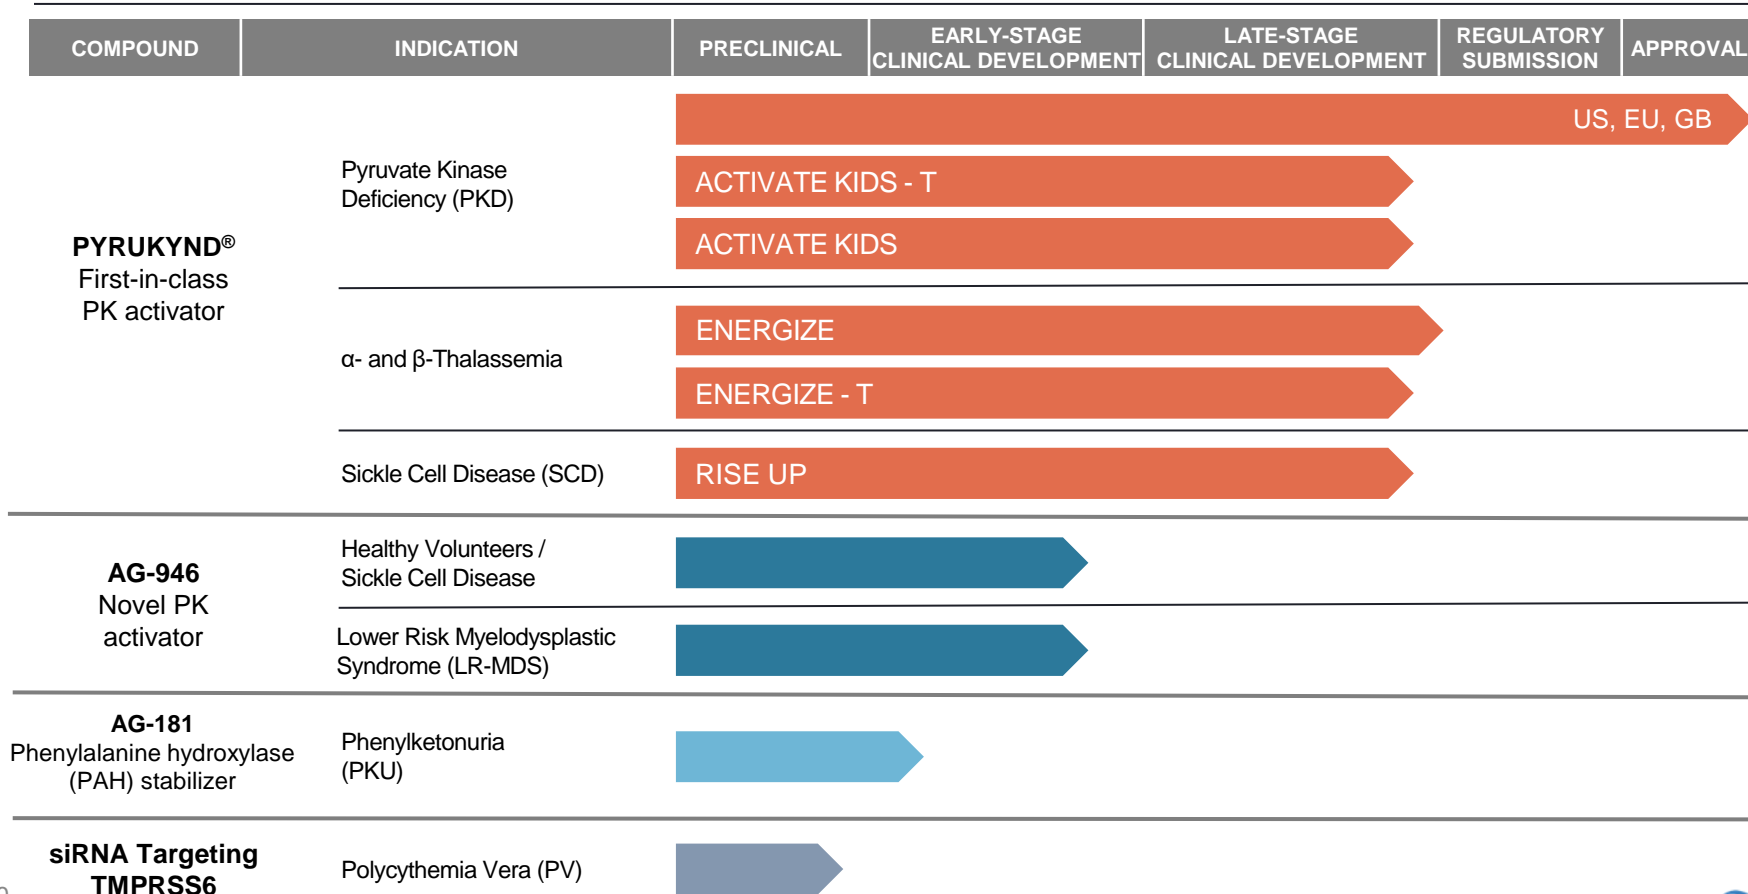 COMPOUND
INDICATION
PRECLINICAL
EARLY-STAGE
CLINICAL DEVELOPMENT
LATE-STAGE
CLINICAL DEVELOPMENT
REGULATORY
SUBMISSION
APPROVAL
PYRUKYND®
First-in-class
PK activator
Pyruvate Kinase
Deficiency (PKD)
US, EU, GB
ACTIVATE KIDS - T
ACTIVATE KIDS
α- and β-Thalassemia
ENERGIZE
ENERGIZE - T
Sickle Cell Disease (SCD)
RISE UP
AG-946
Novel PK
activator
Healthy Volunteers /
Sickle Cell Disease
Lower Risk Myelodysplastic
Syndrome (LR-MDS)
AG-181
Phenylalanine hydroxylase
(PAH) stabilizer
Phenylketonuria
(PKU)
siRNA Targeting
TMPRSS6
Polycythemia Vera (PV)